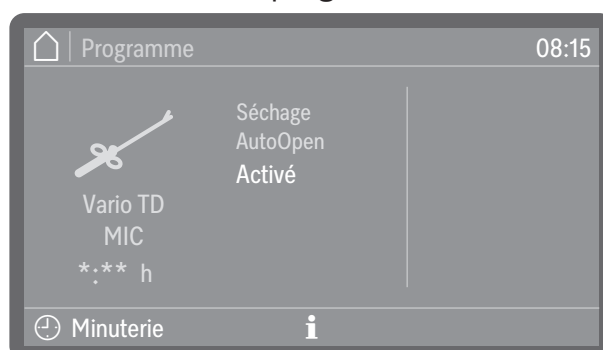 Programme 08:15
Séchage
AutoOpen
Activé
Vario TD
MIC
*:** h
Minuterie i